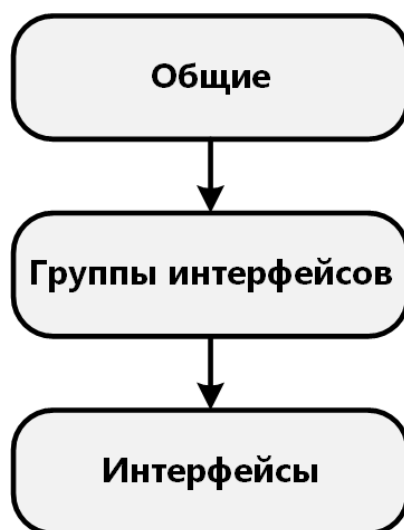 Общие
Группы интерфейсов
Интерфейсы